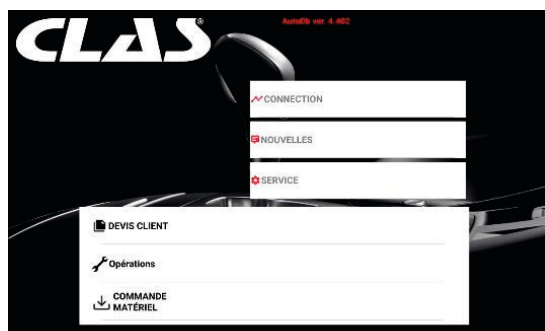 CLAS®
AutoDb ver. 4.402
CONNECTION
NOUVELLES
SERVICE
DEVIS CLIENT
Opérations
COMMANDE
MATÉRIEL